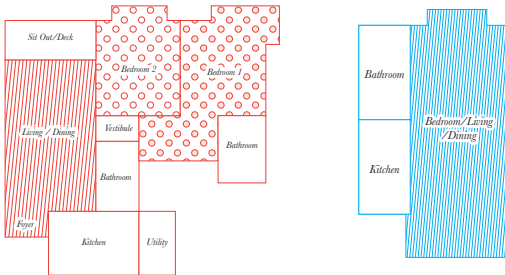 Sit Out/Deck
Bedroom 2
Bedroom 1
Living / Dining
Vestibule
Bathroom
Bathroom
Foyer
Kitchen
Utility
Bathroom
Bedroom/Living
/Dining
Kitchen